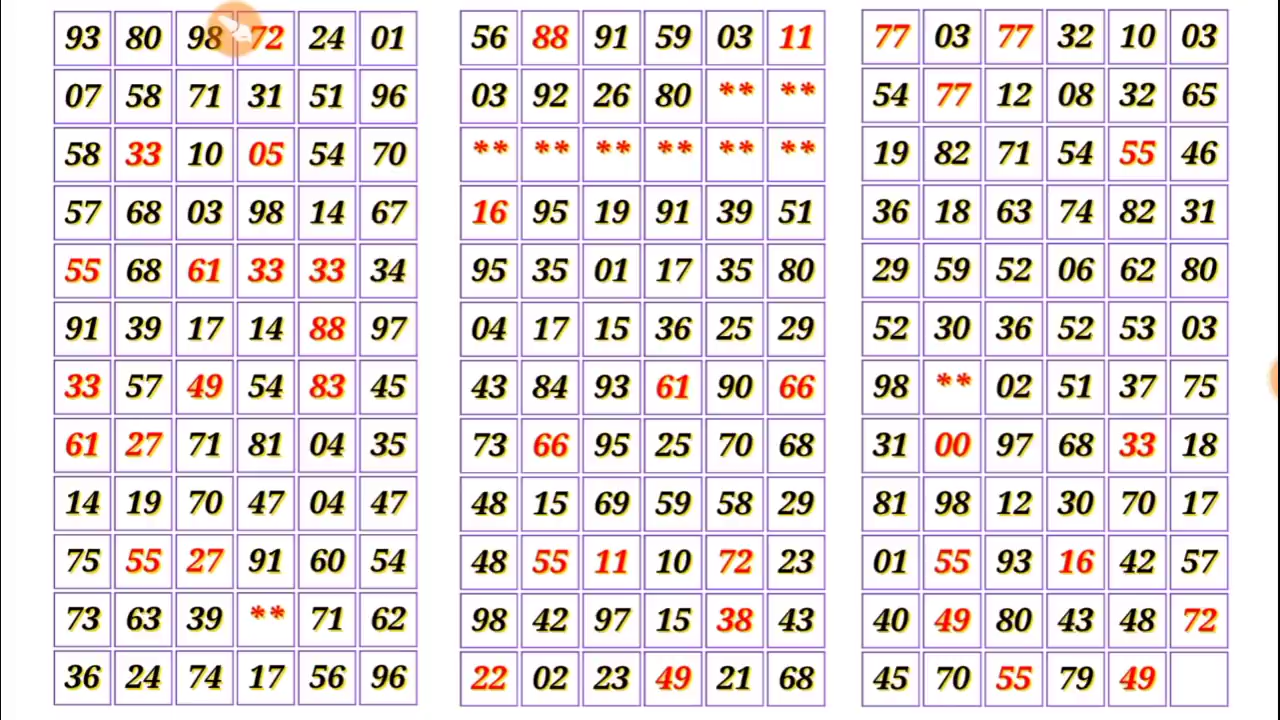 93 80 98 72 24 01
07 58 71 31 51 96
58 33 10 05 54 70
57 68 03 98 14 67
55 68 61 33 33 34
91 39 17 14 88 97
33 57 49 54 83 45
61 27 71 81 04 35
14 19 70 47 04 47
75 55 27 91 60 54
73 63 39 ** 71 62
36 24 74 17 56 96
56 88 91 59 03 11
03 92 26 80 ** **
** ** ** ** ** **
16 95 19 91 39 51
95 35 01 17 35 80
04 17 15 36 25 29
43 84 93 61 90 66
73 66 95 25 70 68
48 15 69 59 58 29
48 55 11 10 72 23
98 42 97 15 38 43
22 02 23 49 21 68
77 03 77 32 10 03
54 77 12 08 32 65
19 82 71 54 55 46
36 18 63 74 82 31
29 59 52 06 62 80
52 30 36 52 53 03
98 ** 02 51 37 75
31 00 97 68 33 18
81 98 12 30 70 17
01 55 93 16 42 57
40 49 80 43 48 72
45 70 55 79 49